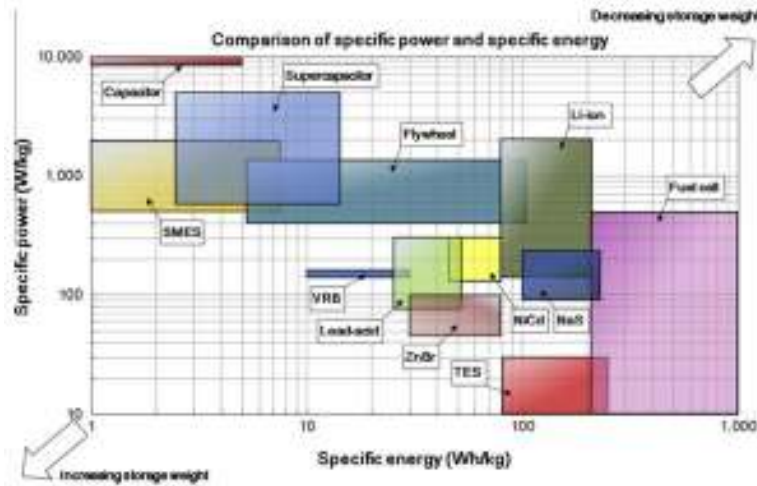 Decreasing storage weight
Comparison of specific power and specific energy
10.000
Capacitor
Supercapacitor
Flywheel
Li-ion
1.000
Fuel cell
SMES
VRB
100
Lead-acid
NiCd
NaS
ZnBr
TES
10
1
10
100
1.000
Specific power (W/kg)
Specific energy (Wh/kg)
Increasing storage weight